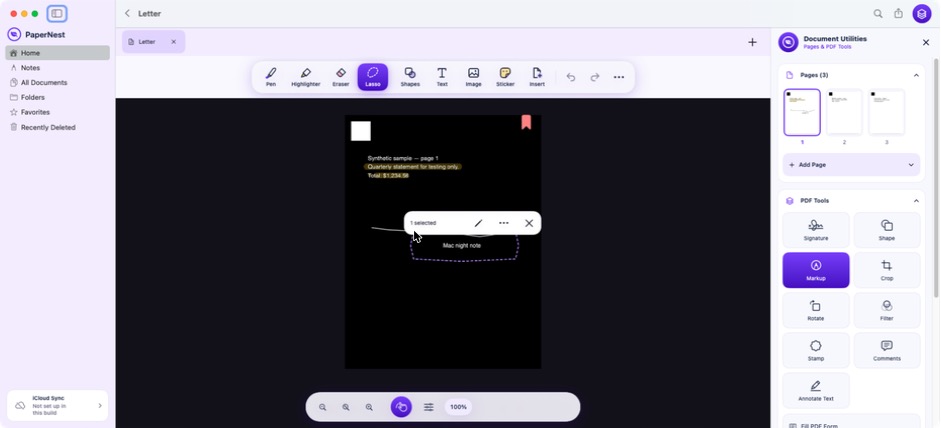 Letter
PaperNest
Home
Notes
All Documents
Folders
Favorites
Recently Deleted
iCloud Sync
Not set up in
this build
Letter
Pen
Highlighter
Eraser
Lasso
Shapes
Text
Image
Sticker
Insert
Synthetic sample — page 1
Quarterly statement for testing only.
Total: $1,234.56
1 selected
Mac night note
100%
Document Utilities
Pages & PDF Tools
Pages (3)
1
2
3
Add Page
PDF Tools
Signature
Shape
Markup
Crop
Rotate
Filter
Stamp
Comments
Annotate Text
Fill PDF Form